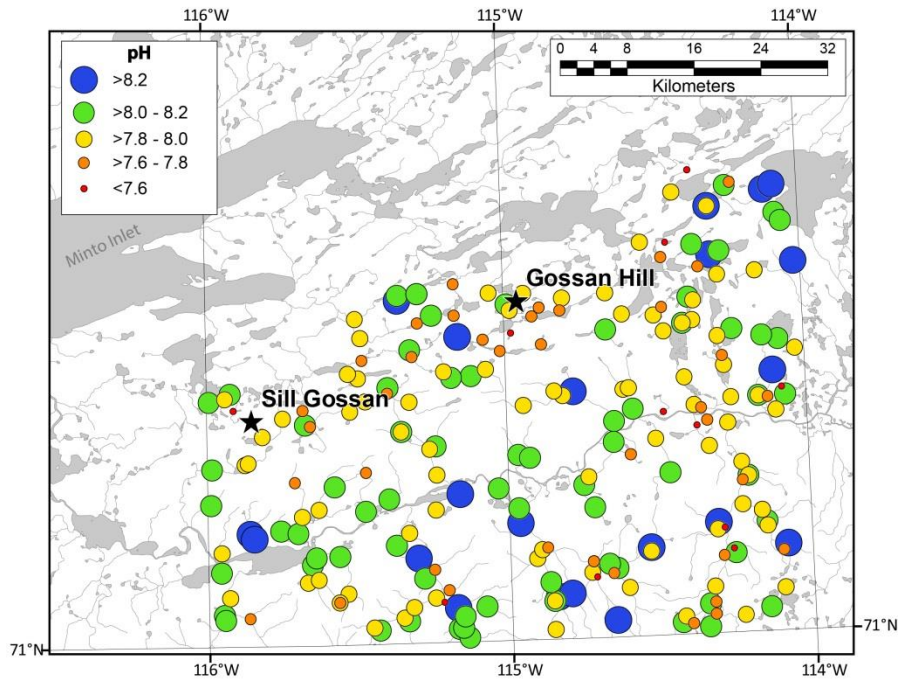 116°W 115°W 114°W
pH
>8.2
>8.0 - 8.2
>7.8 - 8.0
>7.6 - 7.8
<7.6
0 4 6 8 16 24 32
Kilometers
Minto Inlet
Gossan Hill
Sill Gossan
71°N 71°N
116°W 115°W 114°W